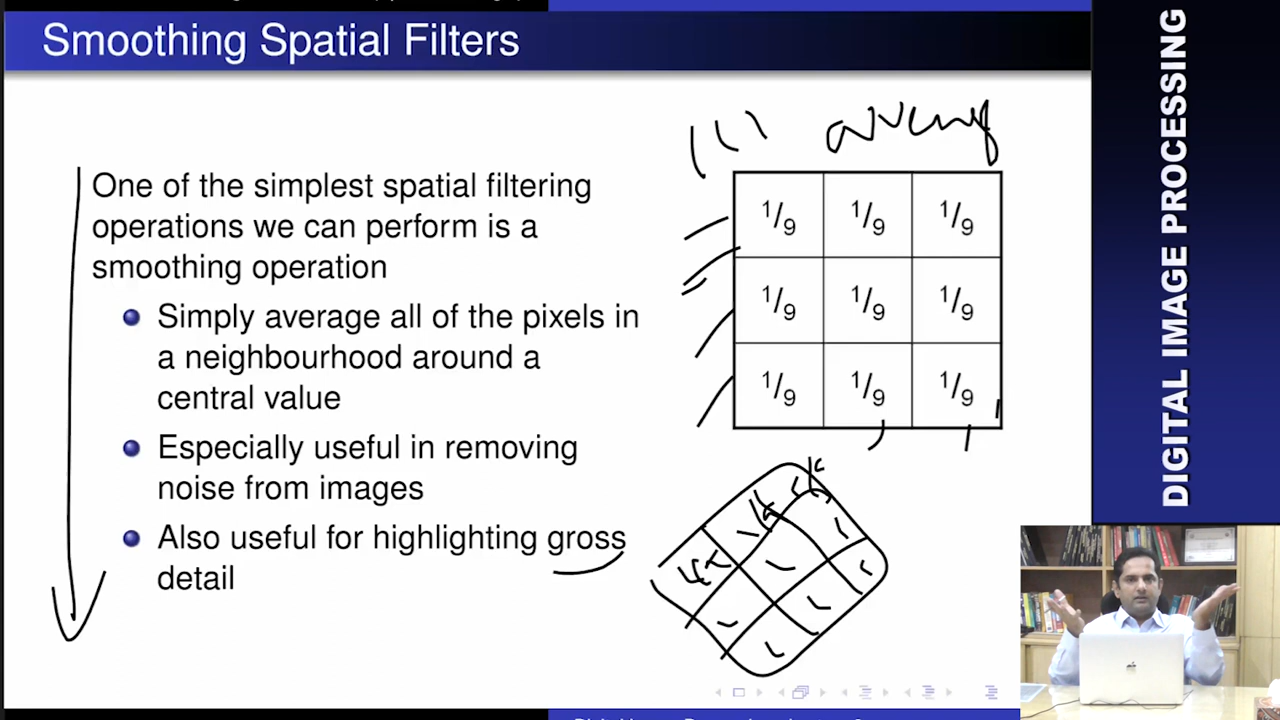 Smoothing Spatial Filters
One of the simplest spatial filtering
operations we can perform is a
smoothing operation
Simply average all of the pixels in
a neighbourhood around a
central value
Especially useful in removing
noise from images
Also useful for highlighting gross
detail
1/9 1/9 1/9
1/9 1/9 1/9
1/9 1/9 1/9
DIGITAL IMAGE PROCESSING